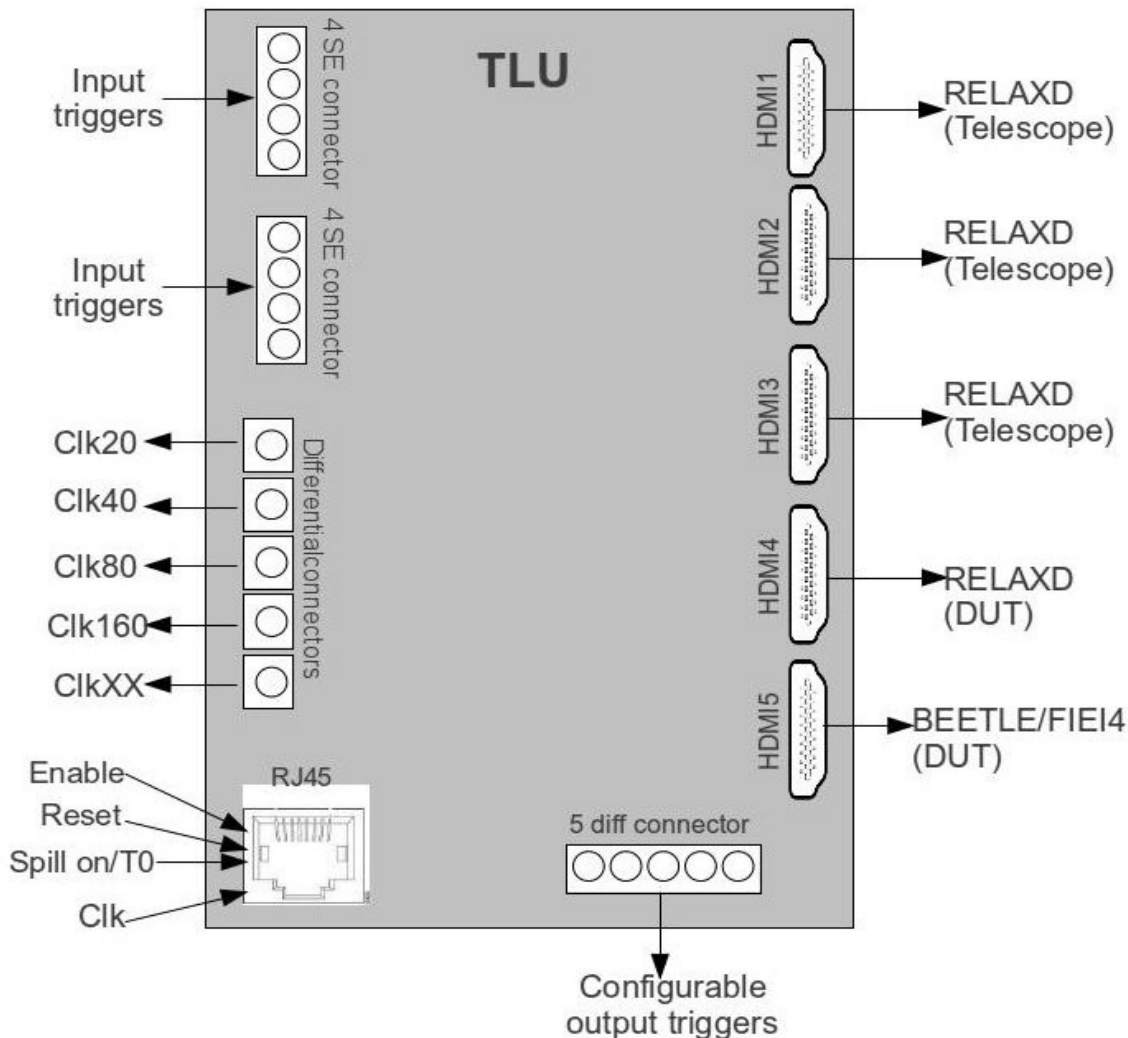 TLU
Input
triggers
4 SE connector
Input
triggers
4 SE connector
Clk20
Clk40
Clk80
Clk160
ClkXX
Differentialconnectors
Enable
Reset
Spill on/T0
Clk
RJ45
HDMI1
RELAXD
(Telescope)
HDMI2
RELAXD
(Telescope)
HDMI3
RELAXD
(Telescope)
HDMI4
RELAXD
(DUT)
HDMI5
BEETLE/FIEI4
(DUT)
5 diff connector
Configurable
output triggers